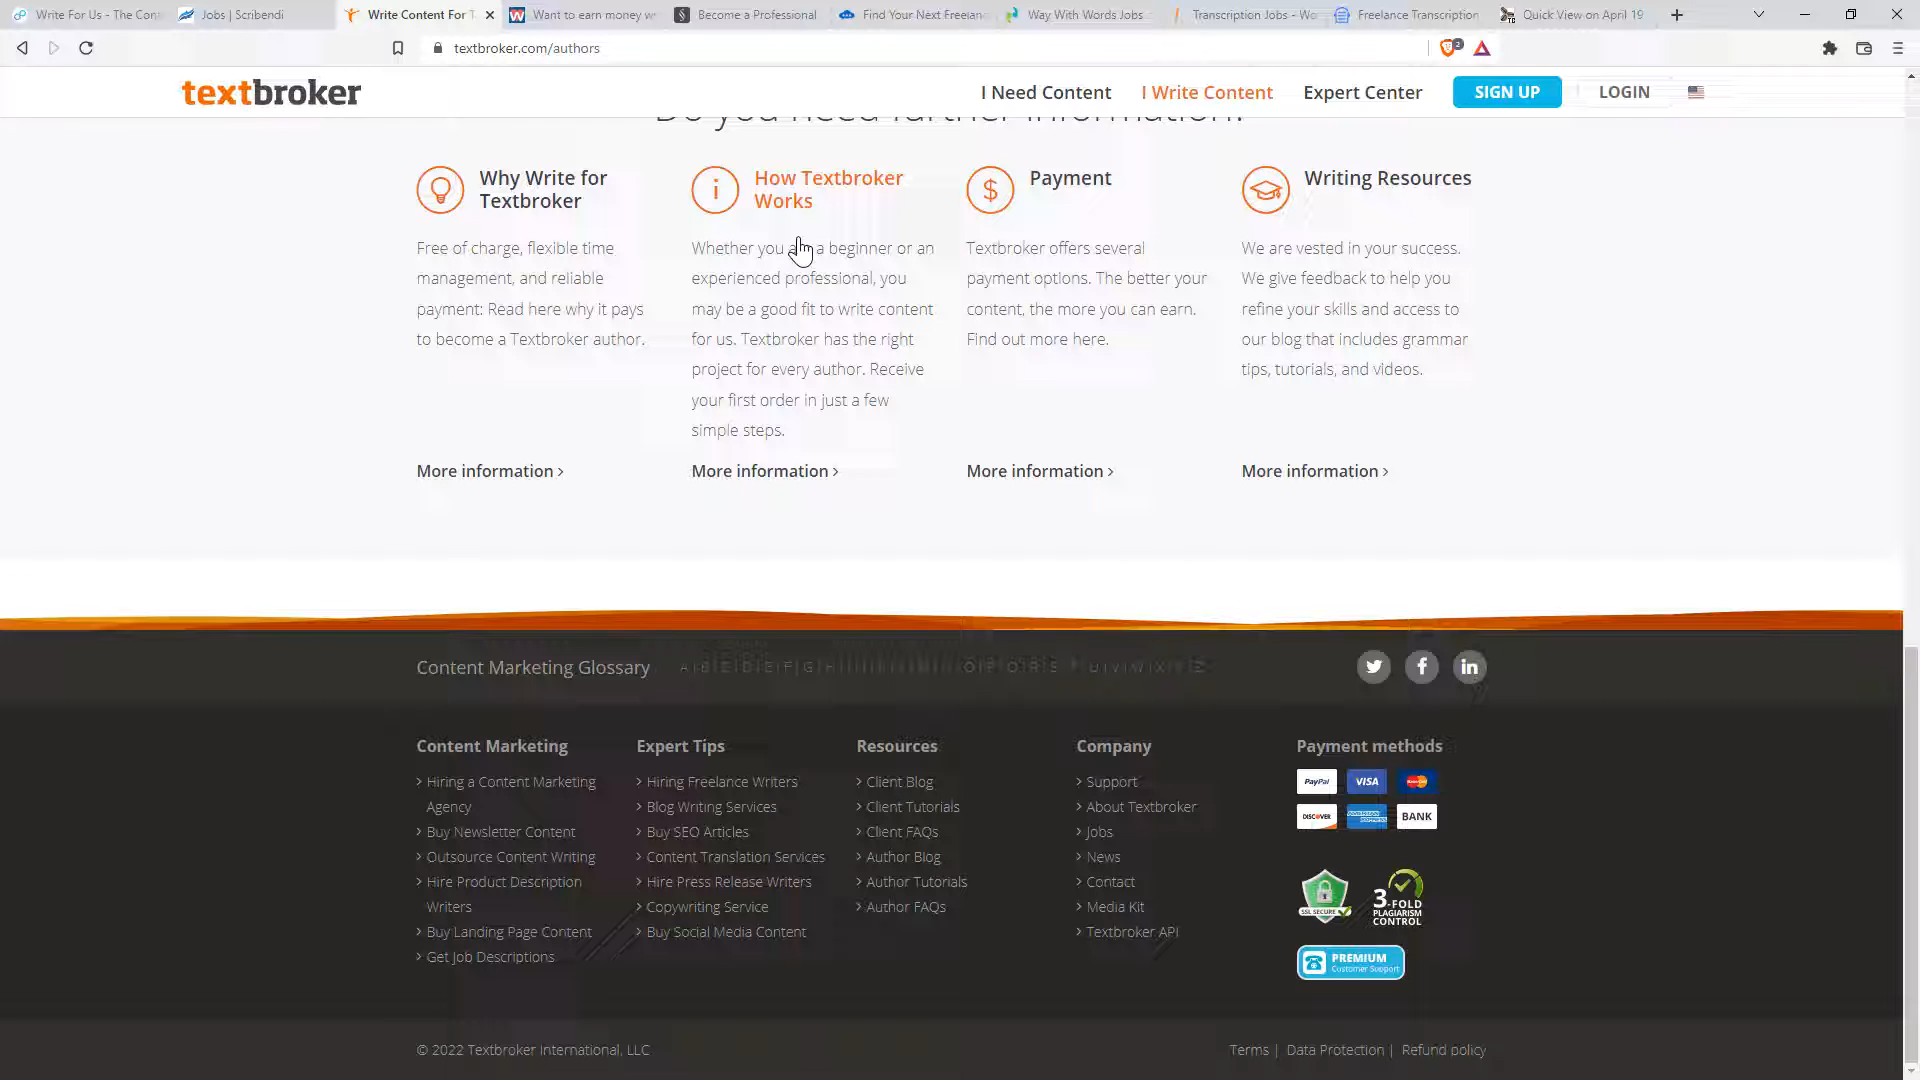 Write For Us - The Cont
Jobs | Scribendi
Write Content For T
Want to earn money w
Become a Professional
Find Your Next Freelan
Way With Words Jobs
Transcription Jobs - Wo
Freelance Transcription
Quick View on April 19
textbroker.com/authors
2
textbroker
I Need Content
I Write Content
Expert Center
SIGN UP
LOGIN
Do you need further information?
Why Write for
Textbroker
Free of charge, flexible time
management, and reliable
payment: Read here why it pays
to become a Textbroker author.
More information >
How Textbroker
Works
Whether you a beginner or an
experienced professional, you
may be a good fit to write content
for us. Textbroker has the right
project for every author. Receive
your first order in just a few
simple steps.
More information >
Payment
Textbroker offers several
payment options. The better your
content, the more you can earn.
Find out more here.
More information >
Writing Resources
We are vested in your success.
We give feedback to help you
refine your skills and access to
our blog that includes grammar
tips, tutorials, and videos.
More information >
Content Marketing Glossary
Content Marketing
> Hiring a Content Marketing
Agency
> Buy Newsletter Content
> Outsource Content Writing
> Hire Product Description
Writers
> Buy Landing Page Content
> Get Job Descriptions
Expert Tips
> Hiring Freelance Writers
> Blog Writing Services
> Buy SEO Articles
> Content Translation Services
> Hire Press Release Writers
> Copywriting Service
> Buy Social Media Content
Resources
> Client Blog
> Client Tutorials
> Client FAQs
> Author Blog
> Author Tutorials
> Author FAQs
Company
> Support
> About Textbroker
> Jobs
> News
> Contact
> Media Kit
> Textbroker API
Payment methods
PayPal
VISA
MasterCard
DISCOVER
AMERICAN EXPRESS
BANK
SSL SECURE
3-FOLD
PLAGIARISM
CONTROL
PREMIUM
Customer Support
© 2022 Textbroker International, LLC
Terms | Data Protection | Refund policy